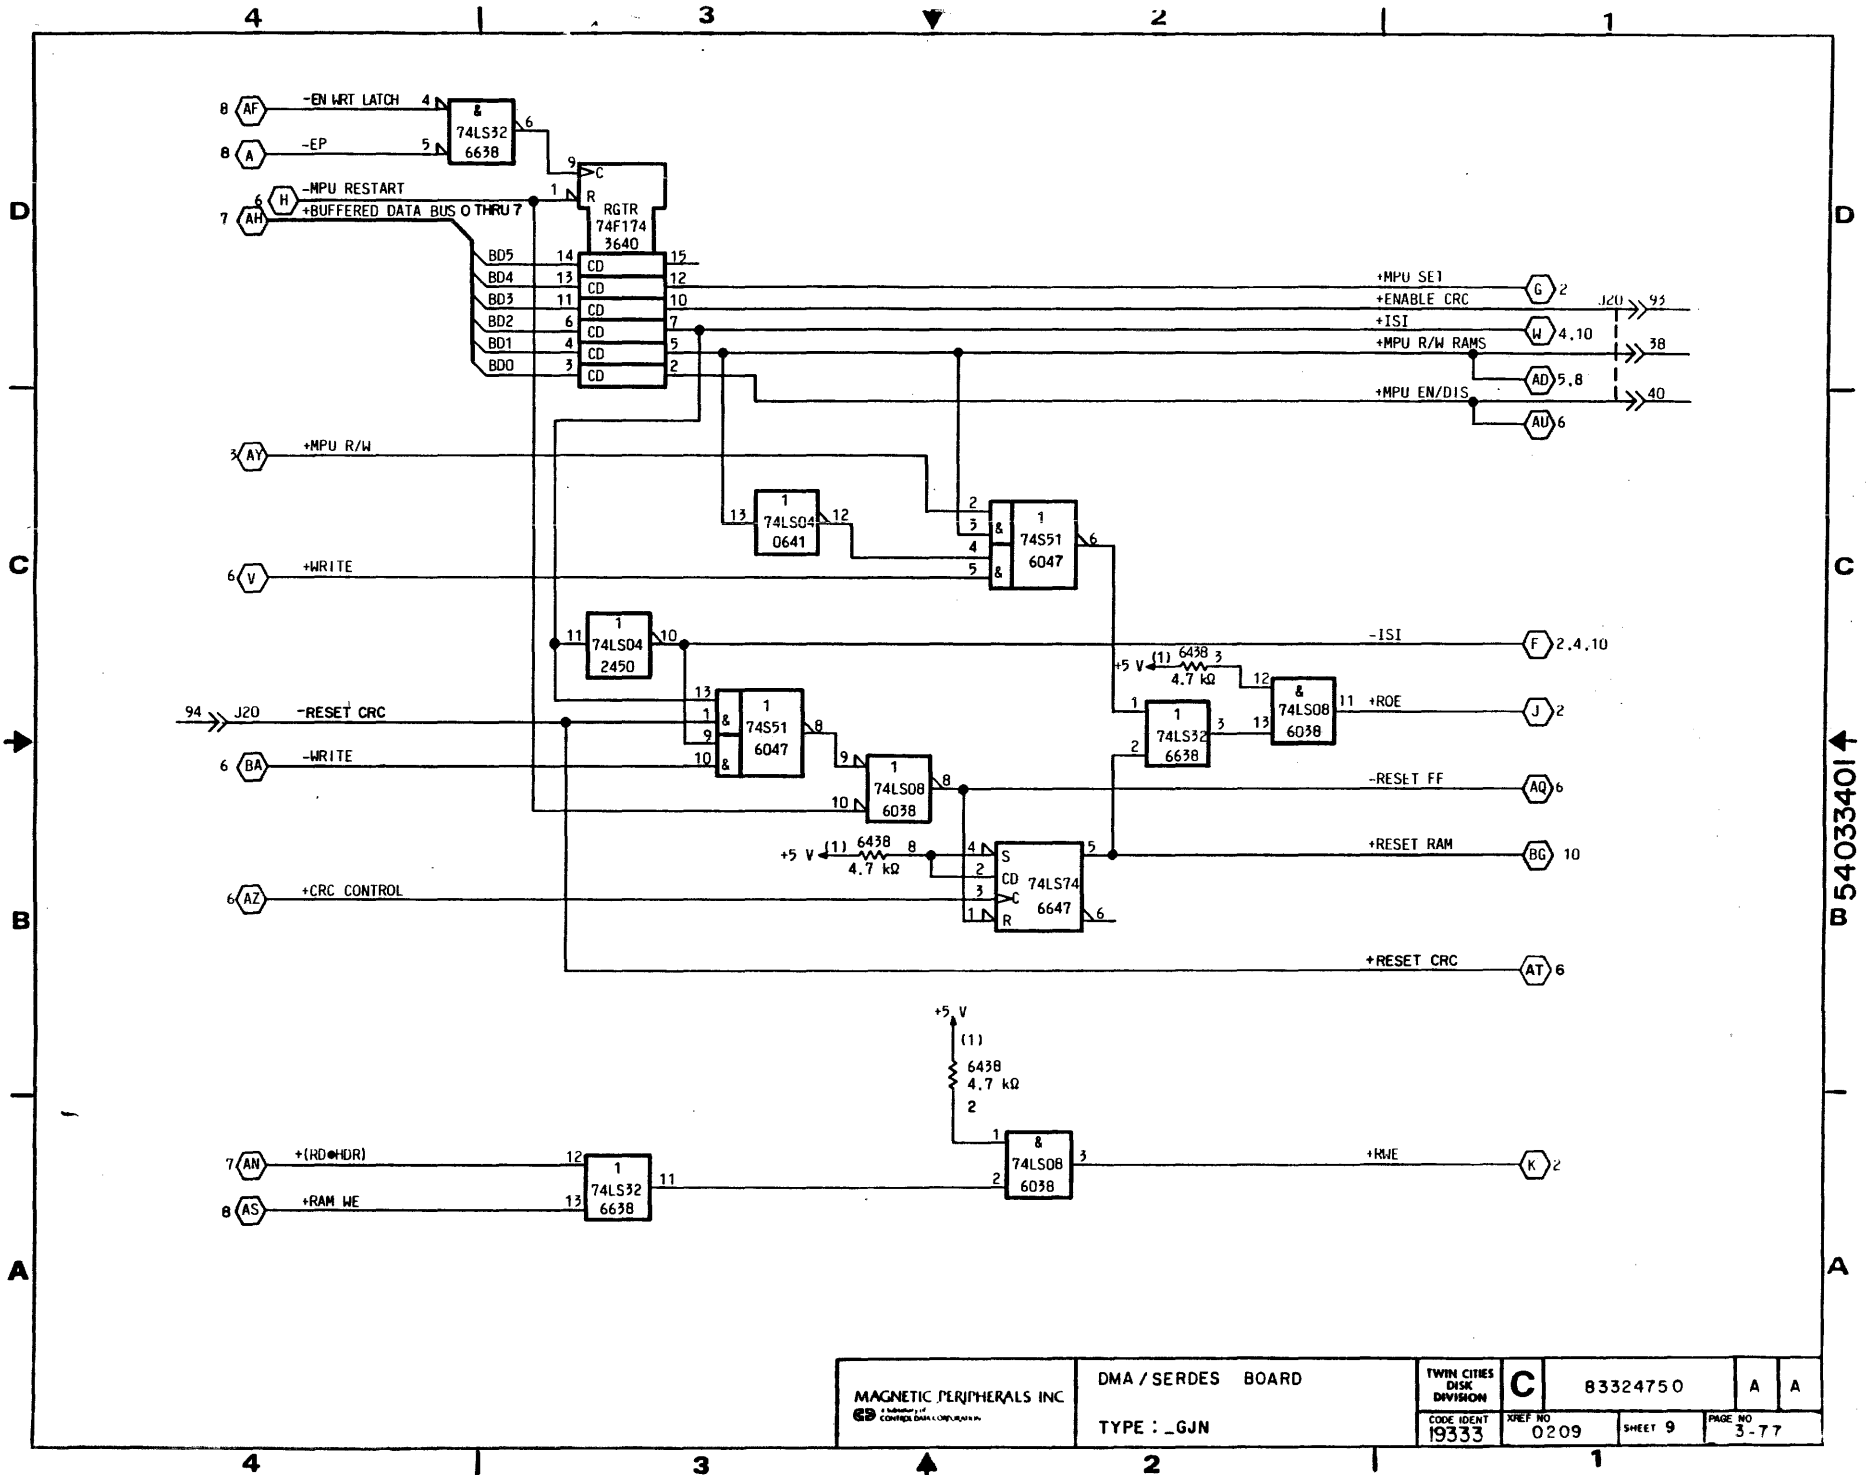 4 3 2 1
8 AF -EN WRT LATCH 4
&
74LS32
6638
6
8 A -EP 5
9 C
6 H -MPU RESTART 1 R
7 AH +BUFFERED DATA BUS 0 THRU 7
RGTR
74F174
3640
D D
BD5 14 CD 15
BD4 13 CD 12 +MPU SET G 2
BD3 11 CD 10 +ENABLE CRC J20 93
BD2 6 CD 7 +ISI W 4,10
BD1 4 CD 5 +MPU R/W RAMS 38
BD0 3 CD 2
AD 5,8
+MPU EN/DIS 40
AU 6
3 AY +MPU R/W
13
1
74LS04
0641
12
2
3 &
4
5 &
1
74S51
6047
6
C C
6 V +WRITE
11
1
74LS04
2450
10
-ISI F 2,4,10
+5 V (1) 6438 3
4.7 kΩ
12
&
74LS08
6038
13
11 +ROE J 2
1
1
74LS32
6638
2
3
94 J20 -RESET CRC
13
1 &
9
10 &
1
74S51
6047
8
6 BA -WRITE
9
1
74LS08
6038
10
8
-RESET FF AQ 6
+5 V (1) 6438 8
4.7 kΩ
4 S
2 CD
3 C
1 R
74LS74
6647
5
6
+RESET RAM BG 10
6 AZ +CRC CONTROL
B B
54033401
+RESET CRC AT 6
+5 V
(1)
6438
4.7 kΩ
2
1
&
74LS08
6038
2
3 +RWE K 2
7 AN +(RD●HDR) 12
1
74LS32
6638
11
8 AS +RAM WE 13
A A
MAGNETIC PERIPHERALS INC
a subsidiary of
CONTROL DATA CORPORATION
DMA / SERDES BOARD
TYPE : _GJN
TWIN CITIES
DISK
DIVISION
C 83324750 A A
CODE IDENT
19333
XREF NO
0209
SHEET 9
PAGE NO
3-77
4 3 2 1